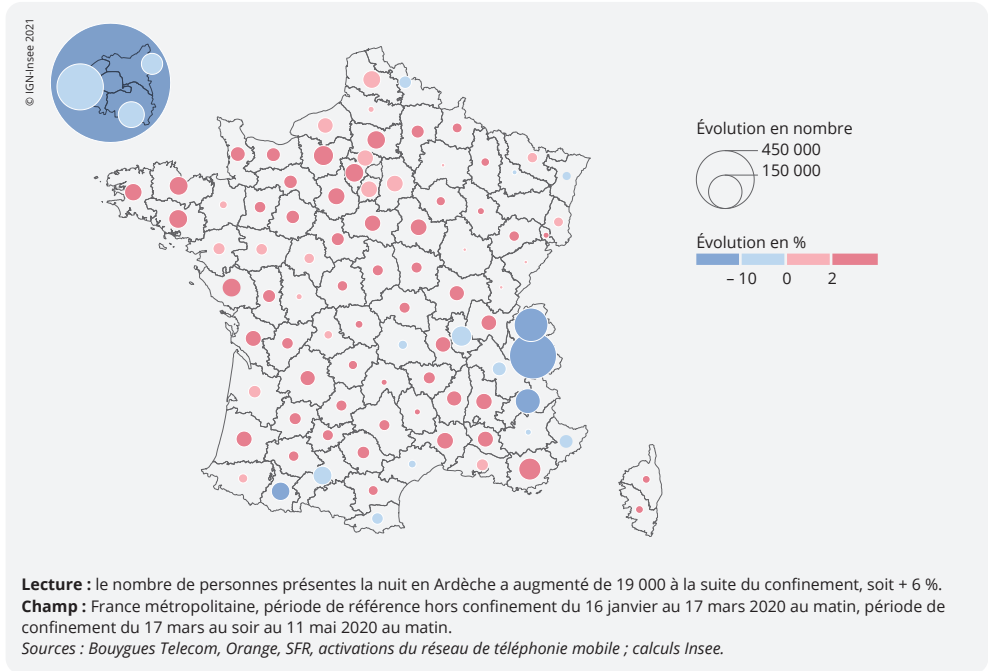 © IGN-Insee 2021
Évolution en nombre
450 000
150 000
Évolution en %
– 10 0 2
Lecture : le nombre de personnes présentes la nuit en Ardèche a augmenté de 19 000 à la suite du confinement, soit + 6 %.
Champ : France métropolitaine, période de référence hors confinement du 16 janvier au 17 mars 2020 au matin, période de
confinement du 17 mars au soir au 11 mai 2020 au matin.
Sources : Bouygues Telecom, Orange, SFR, activations du réseau de téléphonie mobile ; calculs Insee.